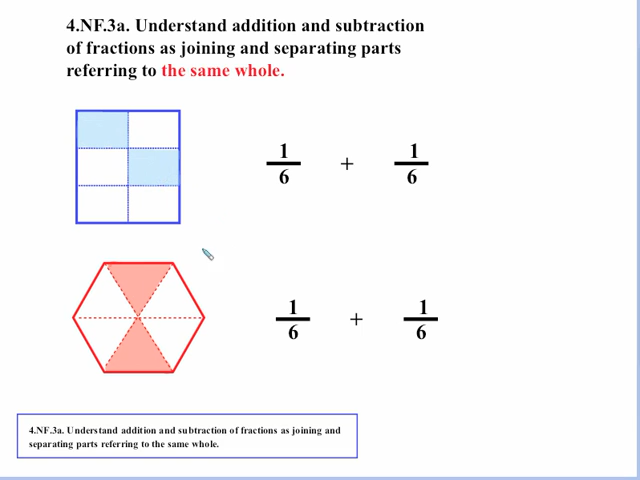 4.NF.3a. Understand addition and subtraction
of fractions as joining and separating parts
referring to the same whole.
1/6 + 1/6
1/6 + 1/6
4.NF.3a. Understand addition and subtraction of fractions as joining and
separating parts referring to the same whole.